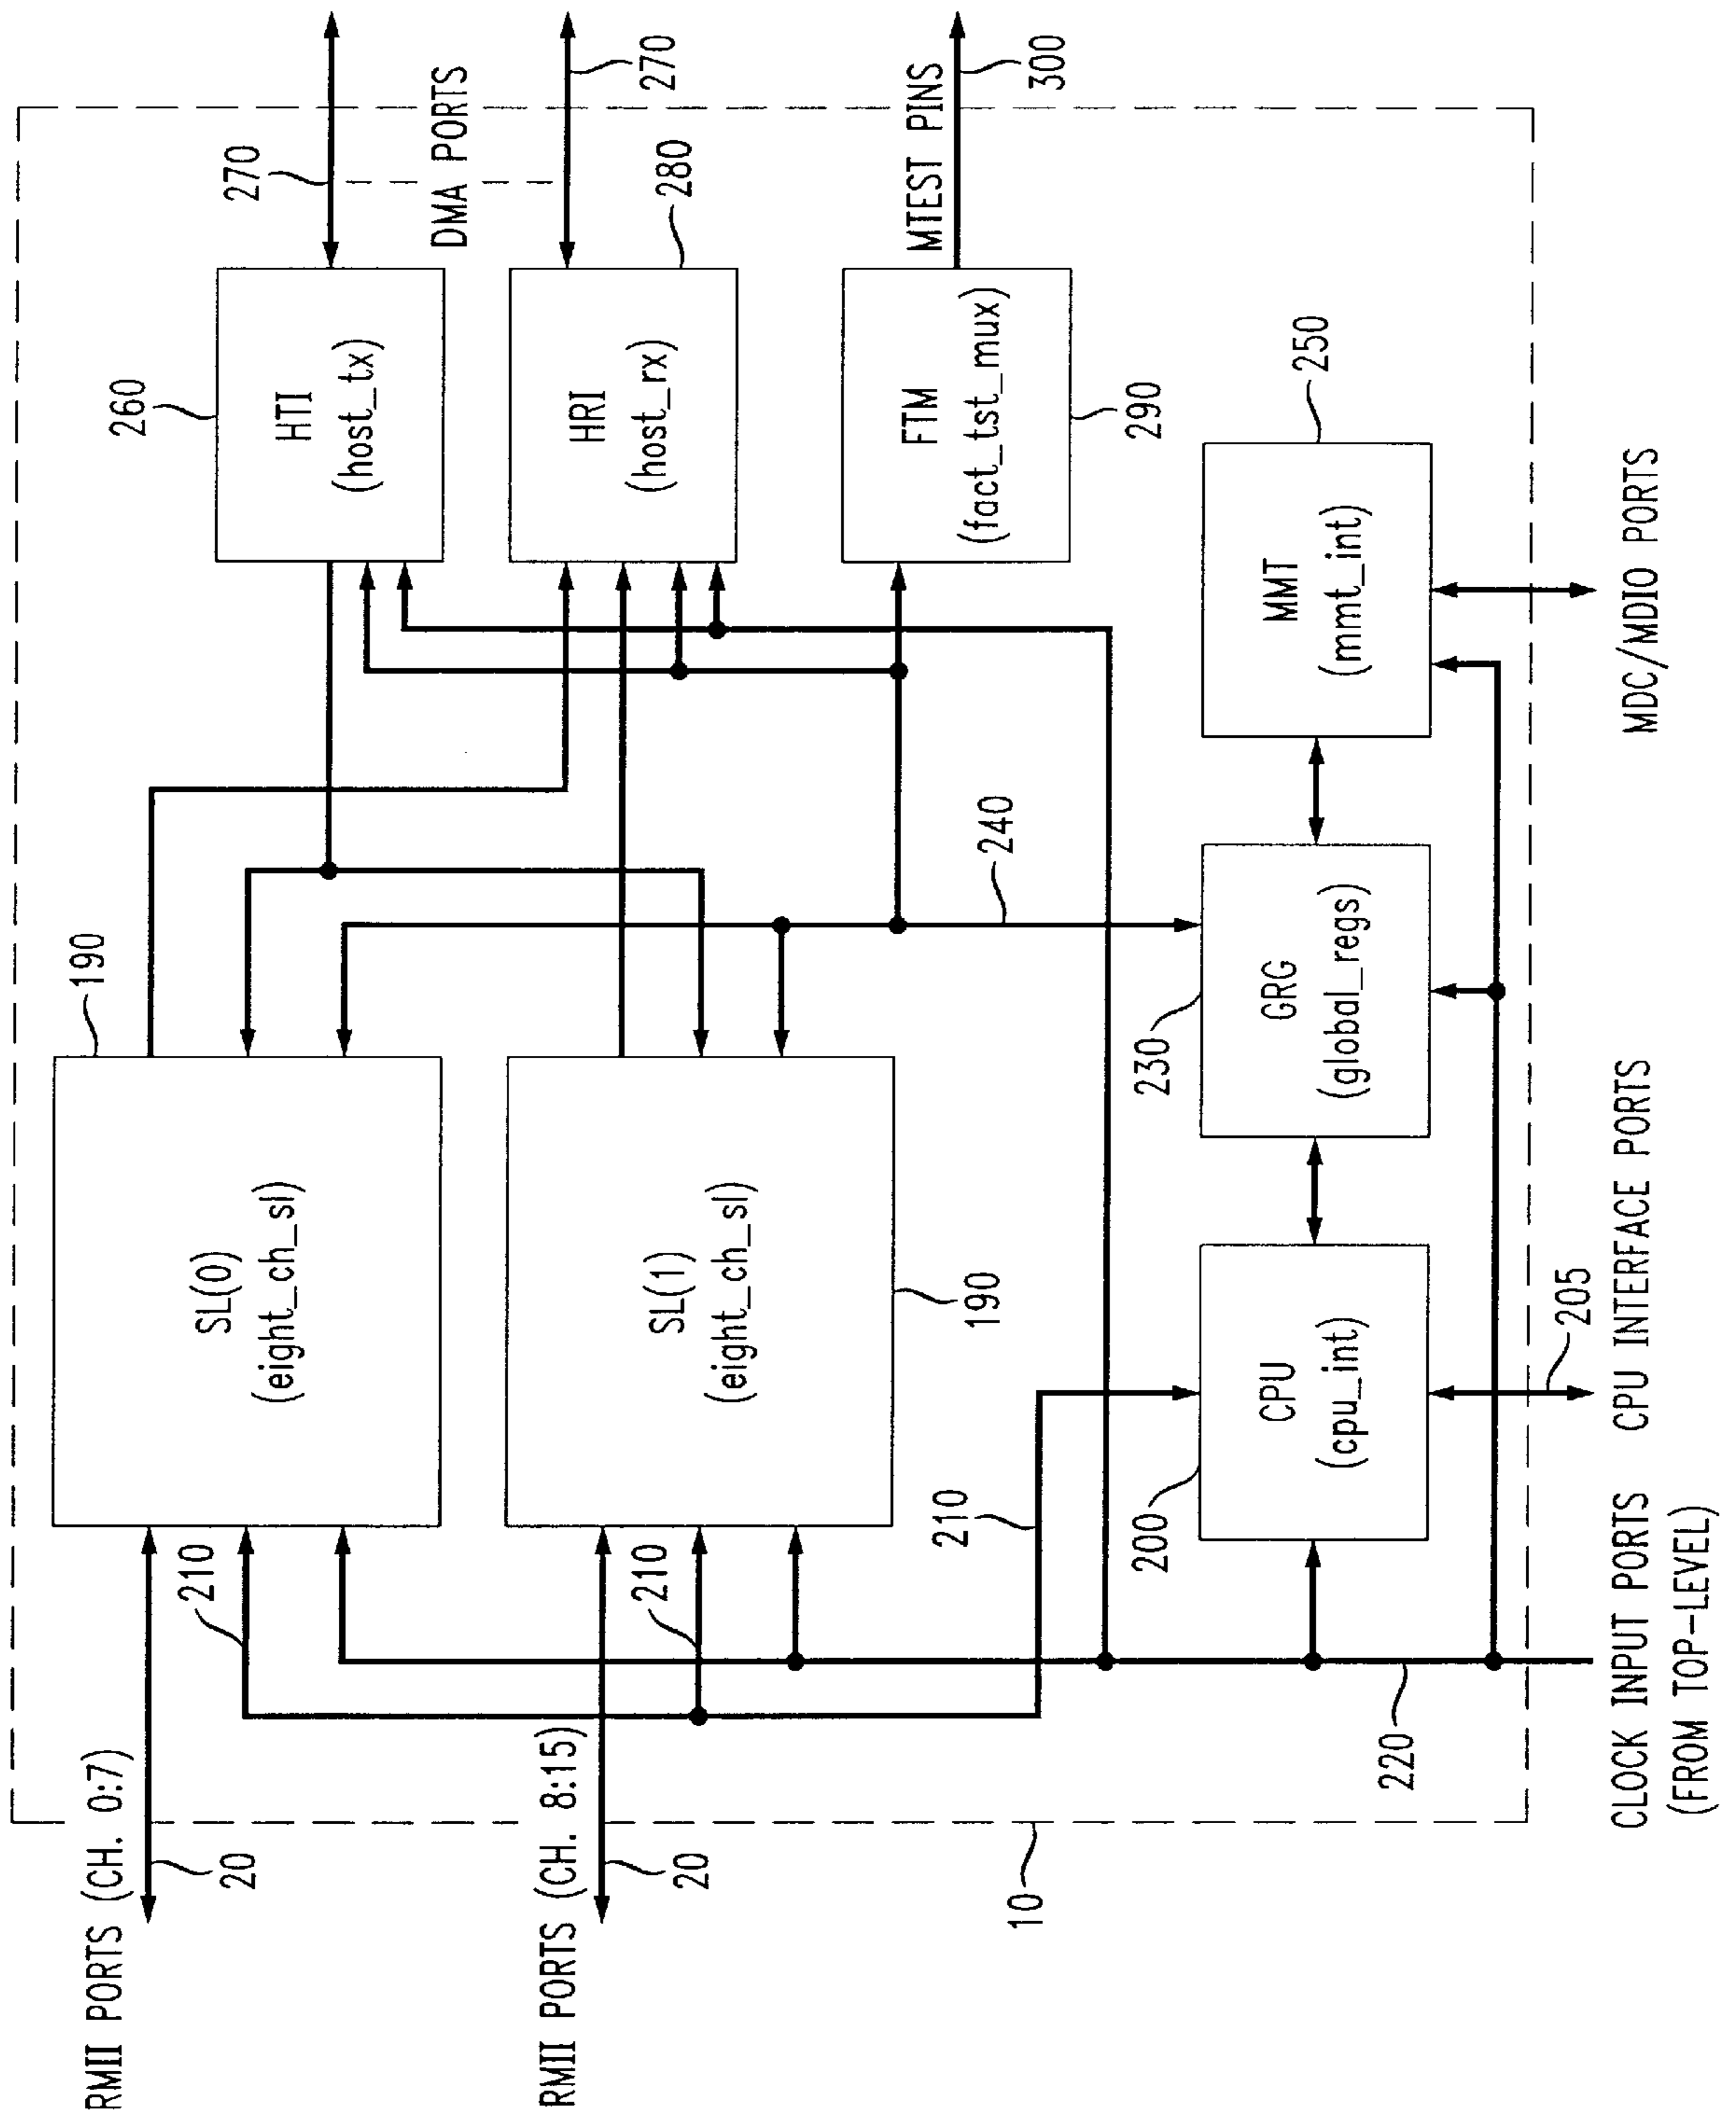 RMII PORTS (CH. 0:7)
20
210
SL(0)
(eight_ch_sl)
190
260
HTI
(host_tx)
270
DMA PORTS
270
RMII PORTS (CH. 8:15)
20
210
SL(1)
(eight_ch_sl)
190
HRI
(host_rx)
280
FTM
(fact_tst_mux)
290
MTEST PINS
300
10
210
240
200
CPU
(cpu_int)
230
GRG
(global_regs)
MMT
(mmt_int)
250
220
205
CLOCK INPUT PORTS
(FROM TOP-LEVEL)
CPU INTERFACE PORTS
MDC/MDIO PORTS